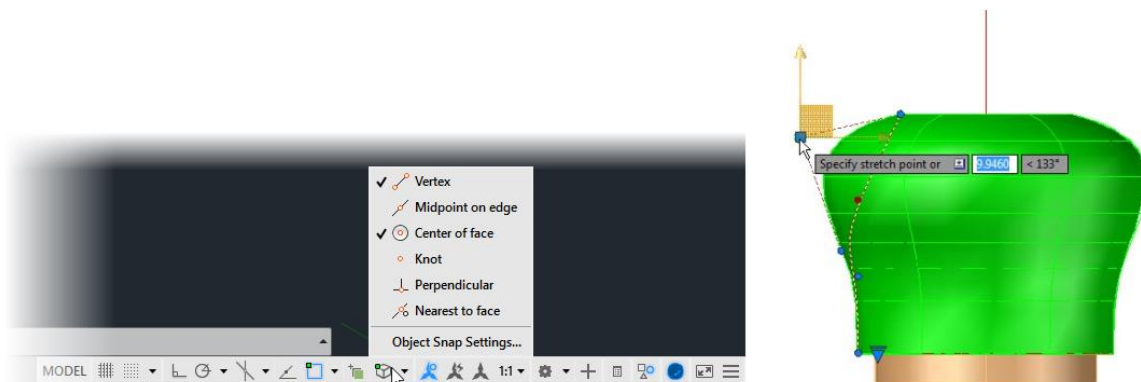 Vertex
Midpoint on edge
Center of face
Knot
Perpendicular
Nearest to face
Object Snap Settings...
MODEL 1:1
Specify stretch point or 9.9460 < 133°